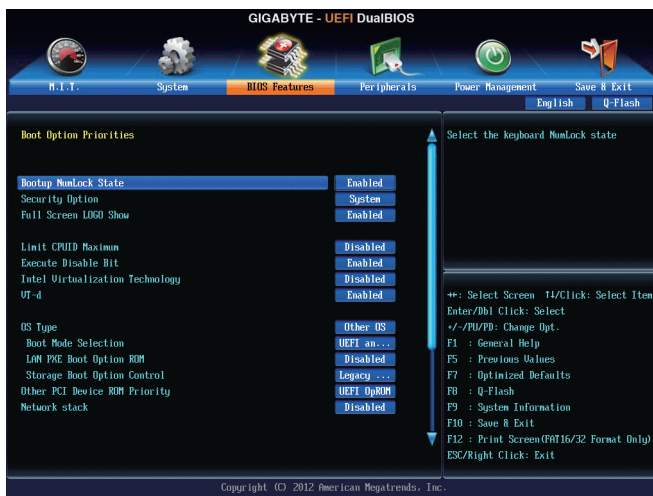 GIGABYTE - UEFI DualBIOS
M.I.T.
System
BIOS Features
Peripherals
Power Management
Save & Exit
English
Q-Flash
Boot Option Priorities
Bootup NumLock State Enabled
Security Option System
Full Screen LOGO Show Enabled
Limit CPUID Maximum Disabled
Execute Disable Bit Enabled
Intel Virtualization Technology Disabled
VT-d Enabled
OS Type Other OS
Boot Mode Selection UEFI an...
LAN PXE Boot Option ROM Disabled
Storage Boot Option Control Legacy ...
Other PCI Device ROM Priority UEFI OpROM
Network stack Disabled
Select the keyboard NumLock state
→←: Select Screen ↑↓/Click: Select Item
Enter/Dbl Click: Select
+/-/PU/PD: Change Opt.
F1 : General Help
F5 : Previous Values
F7 : Optimized Defaults
F8 : Q-Flash
F9 : System Information
F10 : Save & Exit
F12 : Print Screen(FAT16/32 Format Only)
ESC/Right Click: Exit
Copyright (C) 2012 American Megatrends, Inc.